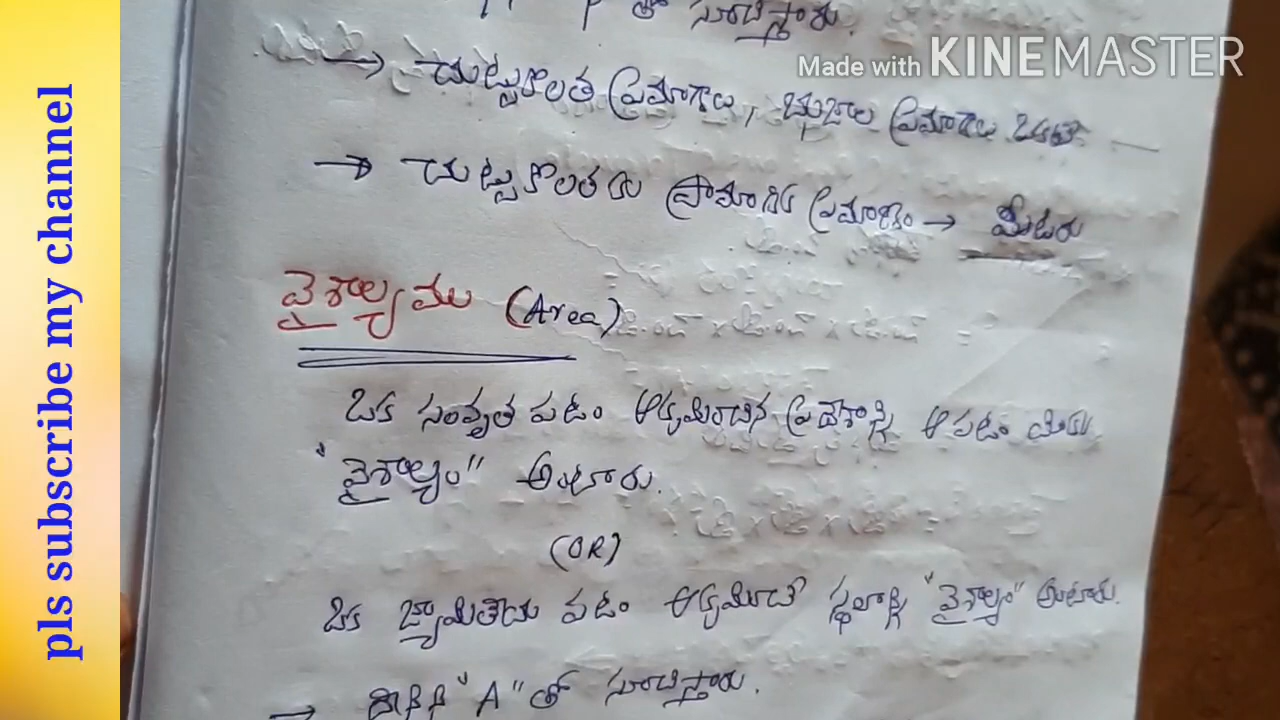 తో సూచిస్తారు.
Made with KINEMASTER
→ చుట్టుకొలత ప్రమాణాలు, భుజాల ప్రమాణాలు ఒకటే
→ చుట్టుకొలతకు ప్రామాణిక ప్రమాణం → మీటరు
వైశాల్యము (Area)
ఒక సంవృత పటం ఆక్రమించిన ప్రదేశాన్ని ఆ పటం యొక్క
"వైశాల్యం" అంటారు.
(OR)
ఒక జ్యామితీయ పటం ఆక్రమించే స్థలాన్ని "వైశాల్యం" అంటారు.
→ దీనిని "A" తో సూచిస్తారు.
pls subscribe my channel